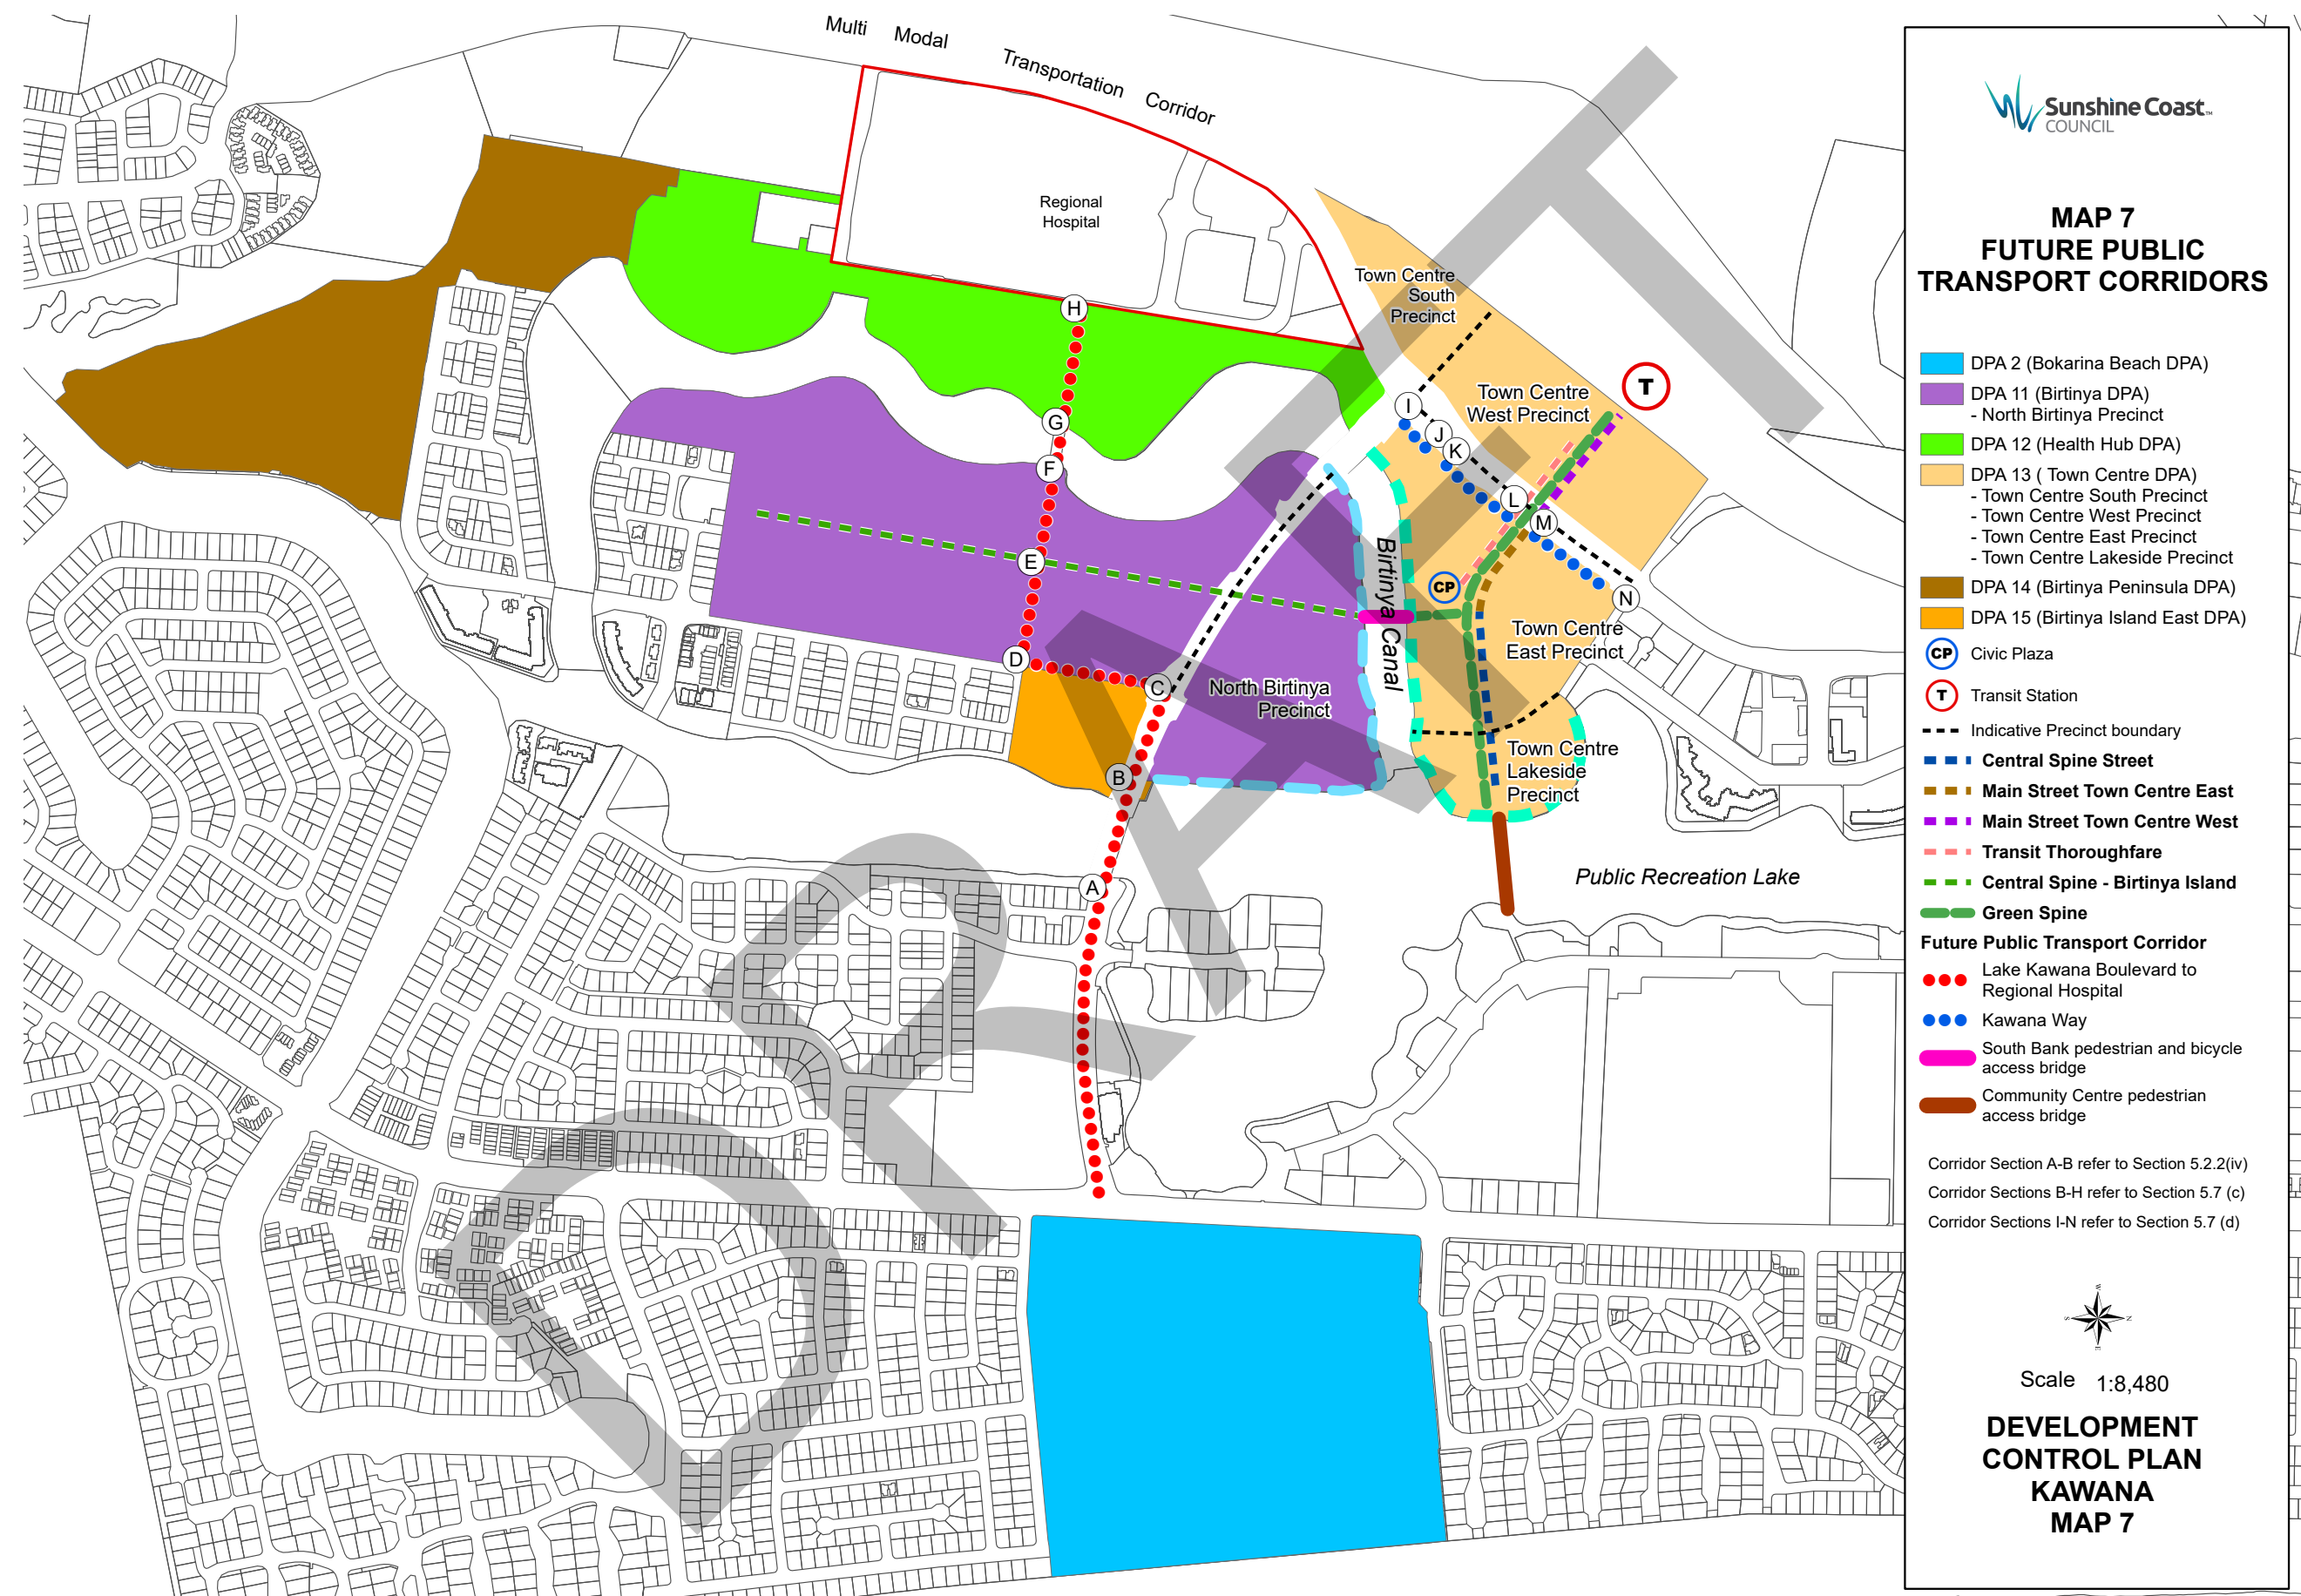 Multi Modal Transportation Corridor
Regional
Hospital
Town Centre
South
Precinct
Town Centre
West Precinct
T
H
G
F
E
D
C
B
A
I
J
K
L
M
N
CP
Birtinya Canal
North Birtinya
Precinct
Town Centre
East Precinct
Town Centre
Lakeside
Precinct
Public Recreation Lake
DRAFT
Sunshine Coast™
COUNCIL
MAP 7
FUTURE PUBLIC
TRANSPORT CORRIDORS
DPA 2 (Bokarina Beach DPA)
DPA 11 (Birtinya DPA)
- North Birtinya Precinct
DPA 12 (Health Hub DPA)
DPA 13 ( Town Centre DPA)
- Town Centre South Precinct
- Town Centre West Precinct
- Town Centre East Precinct
- Town Centre Lakeside Precinct
DPA 14 (Birtinya Peninsula DPA)
DPA 15 (Birtinya Island East DPA)
CP Civic Plaza
T Transit Station
Indicative Precinct boundary
Central Spine Street
Main Street Town Centre East
Main Street Town Centre West
Transit Thoroughfare
Central Spine - Birtinya Island
Green Spine
Future Public Transport Corridor
Lake Kawana Boulevard to
Regional Hospital
Kawana Way
South Bank pedestrian and bicycle
access bridge
Community Centre pedestrian
access bridge
Corridor Section A-B refer to Section 5.2.2(iv)
Corridor Sections B-H refer to Section 5.7 (c)
Corridor Sections I-N refer to Section 5.7 (d)
W
S N
E
Scale 1:8,480
DEVELOPMENT
CONTROL PLAN
KAWANA
MAP 7